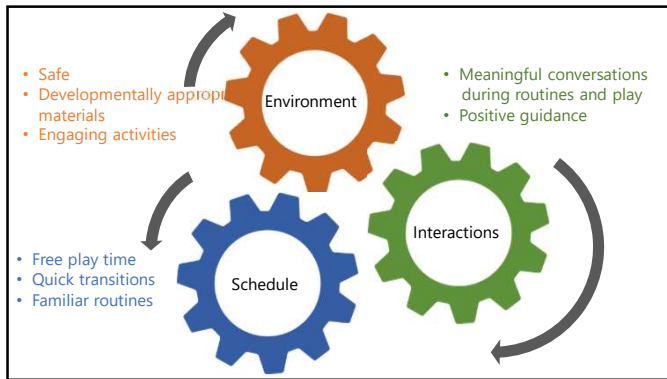 • Safe
• Developmentally approp
materials
• Engaging activities
Environment
• Meaningful conversations
during routines and play
• Positive guidance
Interactions
• Free play time
• Quick transitions
• Familiar routines
Schedule